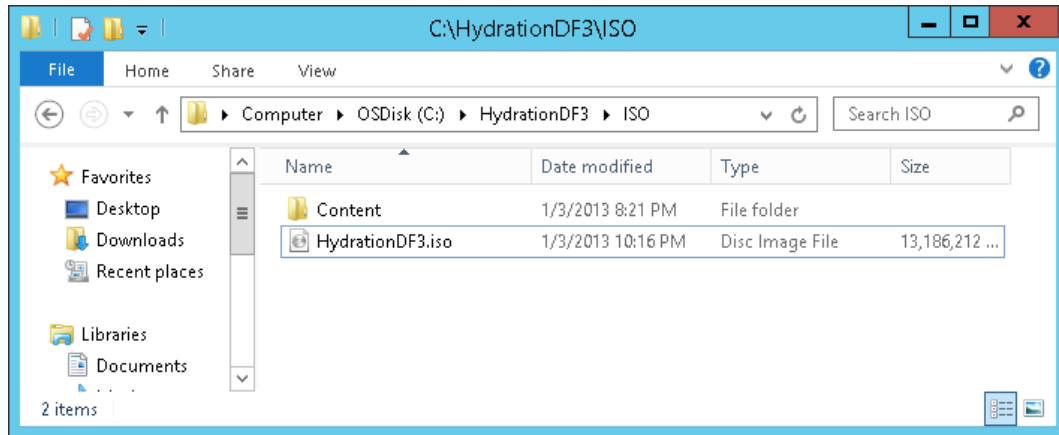 C:\HydrationDF3\ISO
File Home Share View
Computer OSDisk (C:) HydrationDF3 ISO Search ISO
Favorites
Desktop
Downloads
Recent places
Libraries
Documents
Name Date modified Type Size
Content 1/3/2013 8:21 PM File folder
HydrationDF3.iso 1/3/2013 10:16 PM Disc Image File 13,186,212 ...
2 items